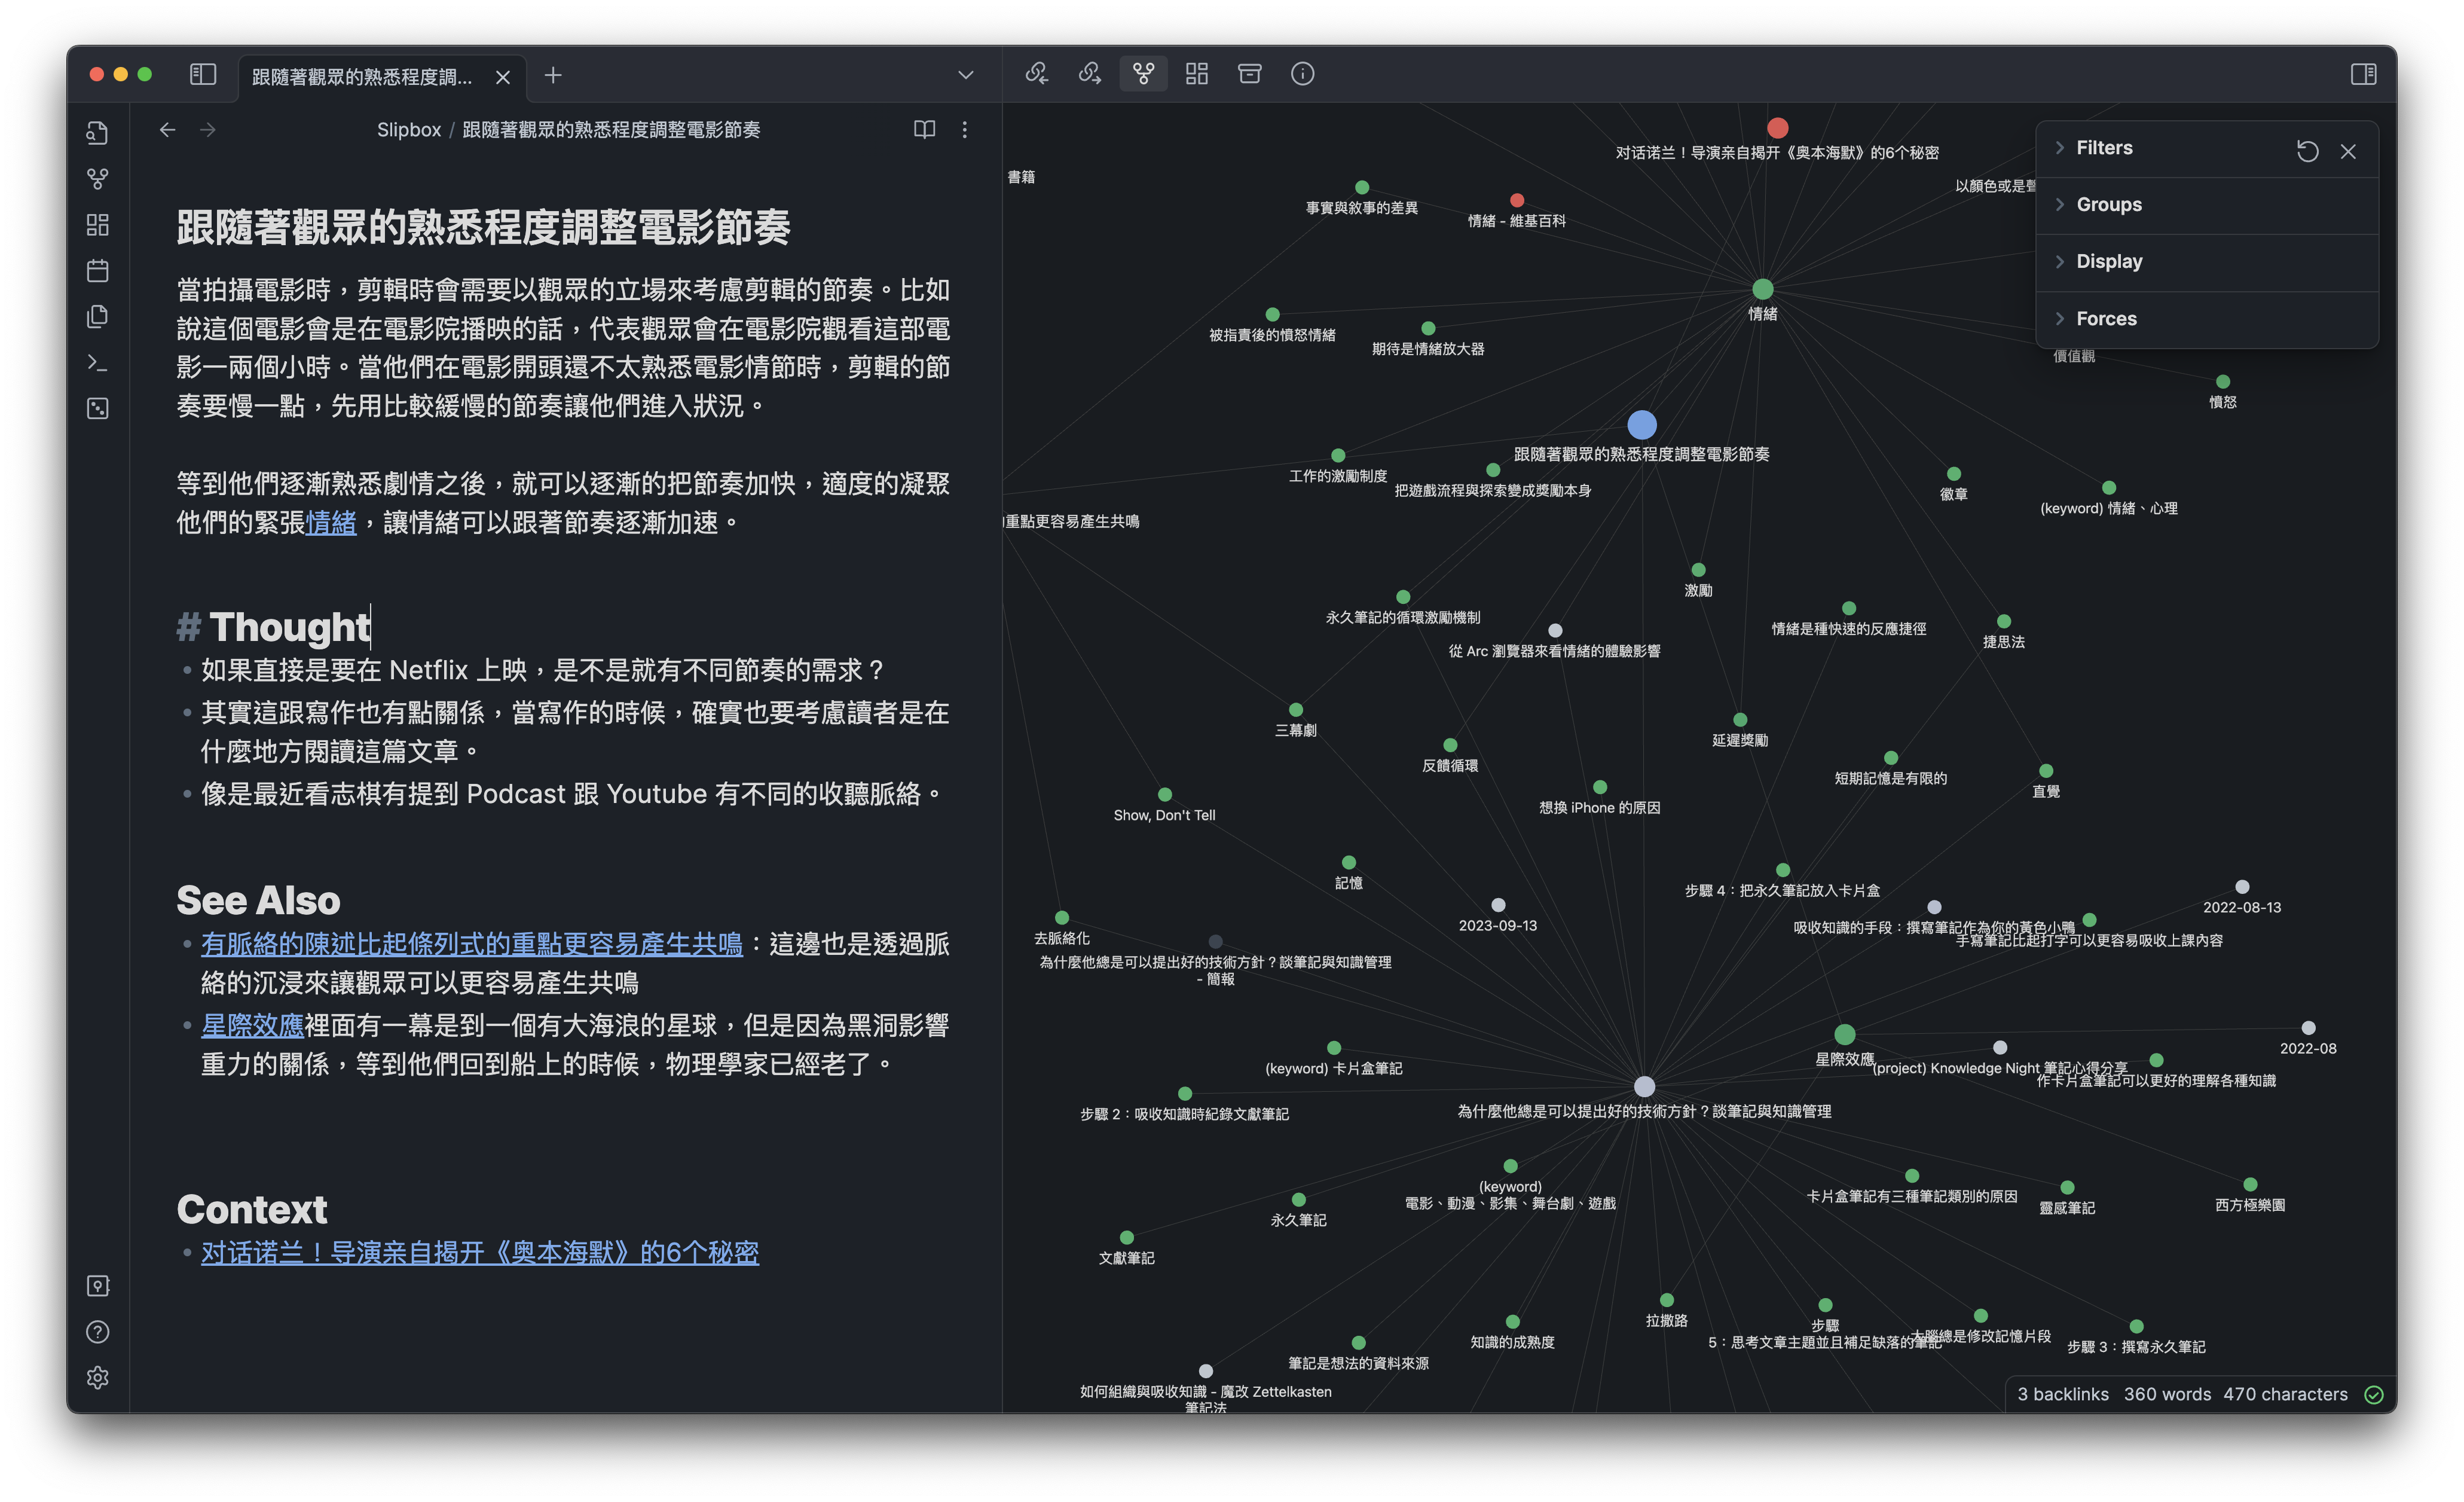 跟隨著觀眾的熟悉程度調...
Slipbox / 跟隨著觀眾的熟悉程度調整電影節奏
跟隨著觀眾的熟悉程度調整電影節奏
當拍攝電影時，剪輯時會需要以觀眾的立場來考慮剪輯的節奏。比如
說這個電影會是在電影院播映的話，代表觀眾會在電影院觀看這部電
影一兩個小時。當他們在電影開頭還不太熟悉電影情節時，剪輯的節
奏要慢一點，先用比較緩慢的節奏讓他們進入狀況。
等到他們逐漸熟悉劇情之後，就可以逐漸的把節奏加快，適度的凝聚
他們的緊張情緒，讓情緒可以跟著節奏逐漸加速。
# Thought
如果直接是要在 Netflix 上映，是不是就有不同節奏的需求？
其實這跟寫作也有點關係，當寫作的時候，確實也要考慮讀者是在
什麼地方閱讀這篇文章。
像是最近看志棋有提到 Podcast 跟 Youtube 有不同的收聽脈絡。
See Also
有脈絡的陳述比起條列式的重點更容易產生共鳴：這邊也是透過脈
絡的沉浸來讓觀眾可以更容易產生共鳴
星際效應裡面有一幕是到一個有大海浪的星球，但是因為黑洞影響
重力的關係，等到他們回到船上的時候，物理學家已經老了。
Context
对话诺兰！导演亲自揭开《奥本海默》的6个秘密
对话诺兰！导演亲自揭开《奥本海默》的6个秘密
書籍
以顏色或是
事實與敘事的差異
情緒 - 維基百科
情緒
被指責後的憤怒情緒
期待是情緒放大器
價值觀
憤怒
跟隨著觀眾的熟悉程度調整電影節奏
工作的激勵制度
把遊戲流程與探索變成獎勵本身
徽章
(keyword) 情緒、心理
重點更容易產生共鳴
激勵
永久筆記的循環激勵機制
情緒是種快速的反應捷徑
捷思法
從 Arc 瀏覽器來看情緒的體驗影響
三幕劇
延遲獎勵
反饋循環
短期記憶是有限的
直覺
想換 iPhone 的原因
Show, Don't Tell
記憶
步驟 4：把永久筆記放入卡片盒
2022-08-13
2023-09-13
吸收知識的手段：撰寫筆記作為你的黃色小鴨
手寫筆記比起打字可以更容易吸收上課內容
去脈絡化
為什麼他總是可以提出好的技術方針？談筆記與知識管理
- 簡報
2022-08
星際效應
(keyword) 卡片盒筆記
(project) Knowledge Night 筆記心得分享
作卡片盒筆記可以更好的理解各種知識
步驟 2：吸收知識時紀錄文獻筆記
為什麼他總是可以提出好的技術方針？談筆記與知識管理
(keyword)
電影、動漫、影集、舞台劇、遊戲
卡片盒筆記有三種筆記類別的原因
靈感筆記
西方極樂園
永久筆記
文獻筆記
拉撒路
步驟
5：思考文章主題並且補足缺落的筆記
大腦總是修改記憶片段
知識的成熟度
步驟 3：撰寫永久筆記
筆記是想法的資料來源
如何組織與吸收知識 - 魔改 Zettelkasten
筆記法
Filters
Groups
Display
Forces
3 backlinks 360 words 470 characters